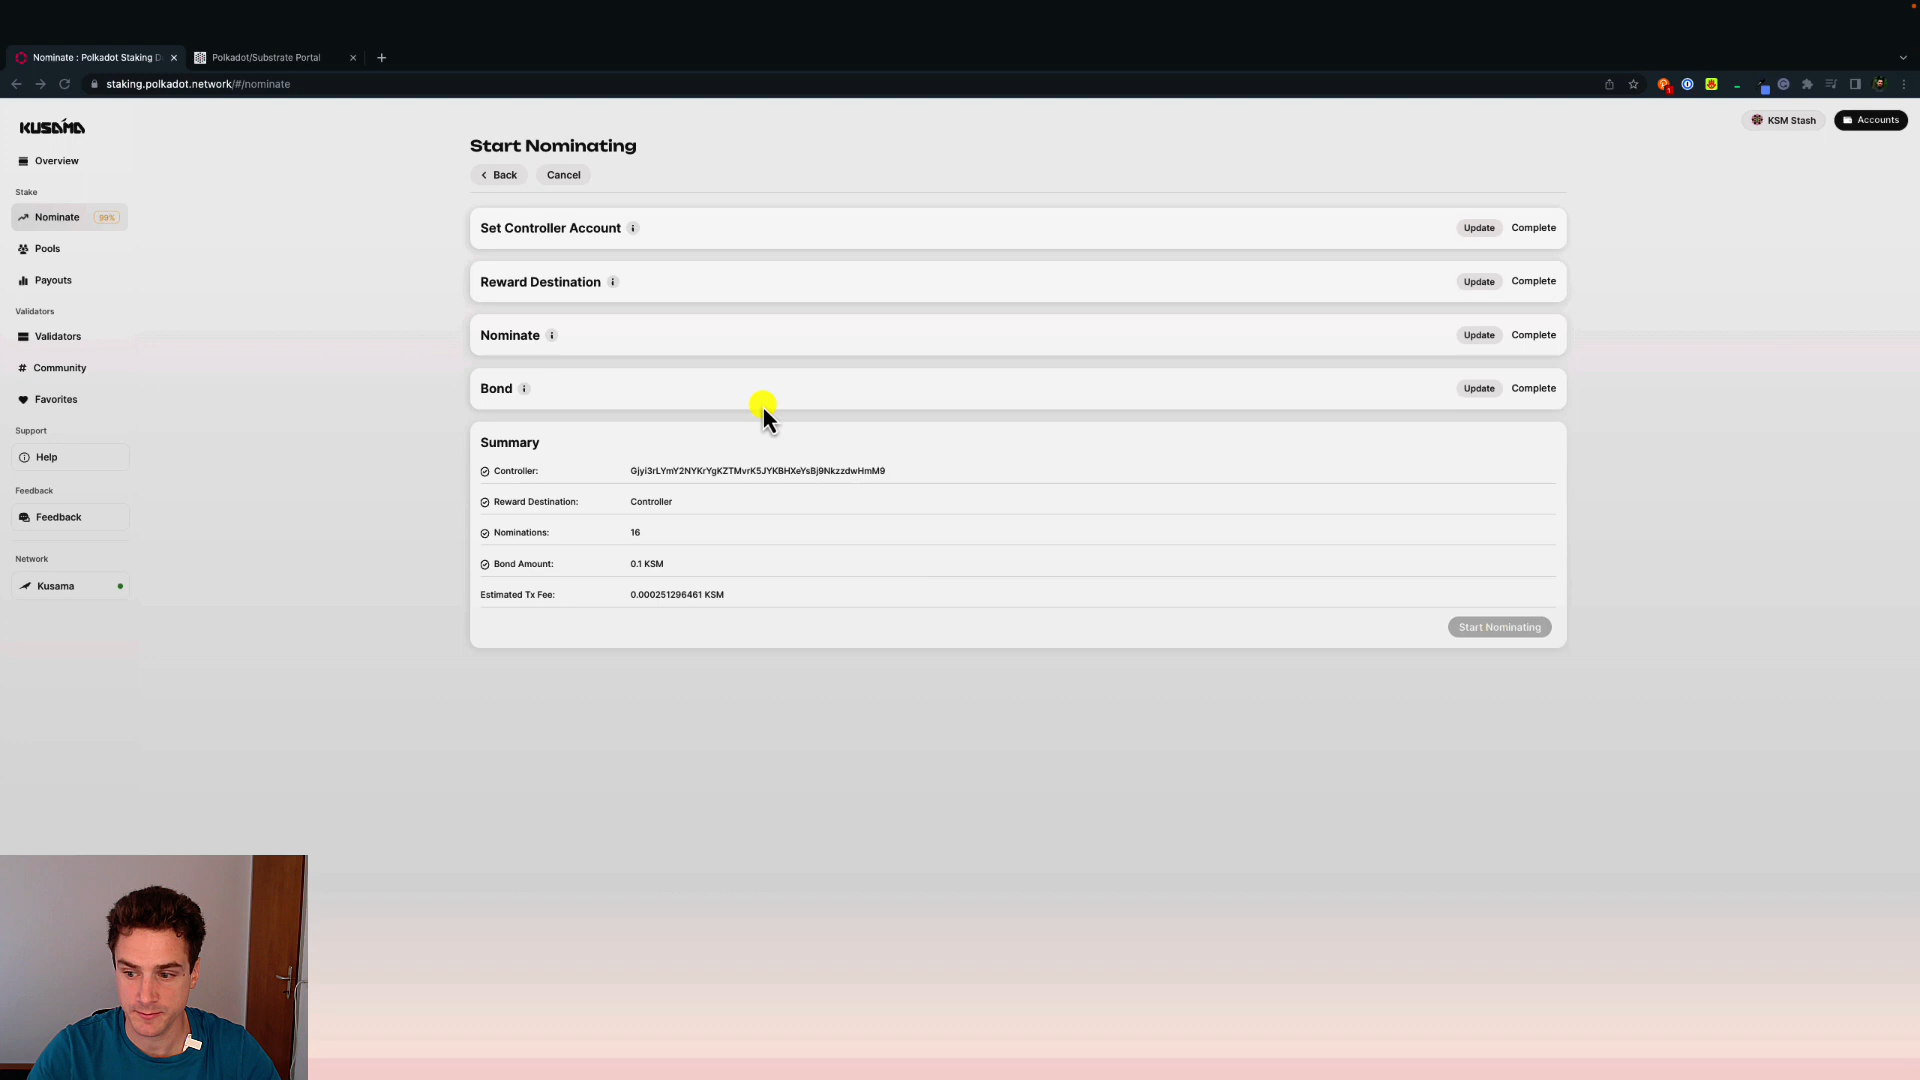 Nominate : Polkadot Staking D
Polkadot/Substrate Portal
staking.polkadot.network/#/nominate
1
KUSAMA
KSM Stash
Accounts
Overview
Stake
Nominate 99%
Pools
Payouts
Validators
Validators
Community
Favorites
Support
Help
Feedback
Feedback
Network
Kusama
Start Nominating
Back
Cancel
Set Controller Account
Update
Complete
Reward Destination
Update
Complete
Nominate
Update
Complete
Bond
Update
Complete
Summary
Controller: Gjyi3rLYmY2NYKrYgKZTMvrK5JYKBHXeYsBj9NkzzdwHmM9
Reward Destination: Controller
Nominations: 16
Bond Amount: 0.1 KSM
Estimated Tx Fee: 0.000251296461 KSM
Start Nominating